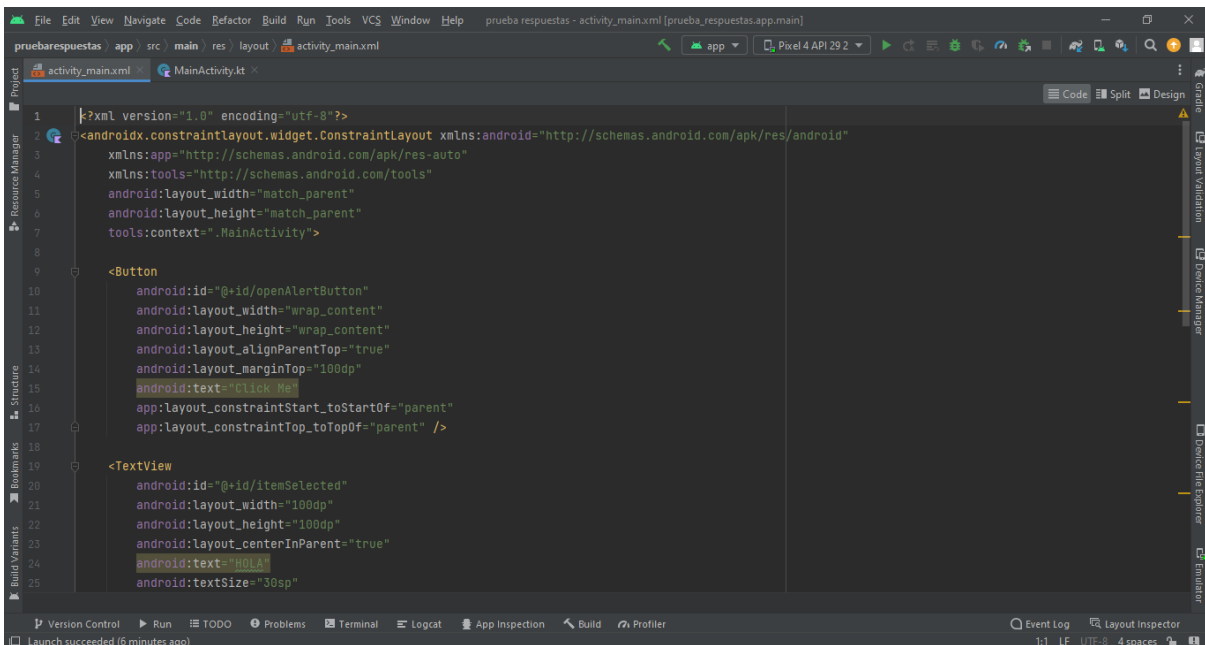 File Edit View Navigate Code Refactor Build Run Tools VCS Window Help prueba respuestas - activity_main.xml [prueba_respuestas.app.main]
pruebarespuestas app src main res layout activity_main.xml app Pixel 4 API 29 2
activity_main.xml MainActivity.kt
Code Split Design
1 <?xml version="1.0" encoding="utf-8"?>
2 <androidx.constraintlayout.widget.ConstraintLayout xmlns:android="http://schemas.android.com/apk/res/android"
3 xmlns:app="http://schemas.android.com/apk/res-auto"
4 xmlns:tools="http://schemas.android.com/tools"
5 android:layout_width="match_parent"
6 android:layout_height="match_parent"
7 tools:context=".MainActivity">
8
9 <Button
10 android:id="@+id/openAlertButton"
11 android:layout_width="wrap_content"
12 android:layout_height="wrap_content"
13 android:layout_alignParentTop="true"
14 android:layout_marginTop="100dp"
15 android:text="Click Me"
16 app:layout_constraintStart_toStartOf="parent"
17 app:layout_constraintTop_toTopOf="parent" />
18
19 <TextView
20 android:id="@+id/itemSelected"
21 android:layout_width="100dp"
22 android:layout_height="100dp"
23 android:layout_centerInParent="true"
24 android:text="HOLA"
25 android:textSize="30sp"
Project
Resource Manager
Structure
Bookmarks
Build Variants
Gradle
Layout Validation
Device Manager
Device File Explorer
Emulator
Version Control Run TODO Problems Terminal Logcat App Inspection Build Profiler Event Log Layout Inspector
Launch succeeded (6 minutes ago) 1:1 LF UTF-8 4 spaces